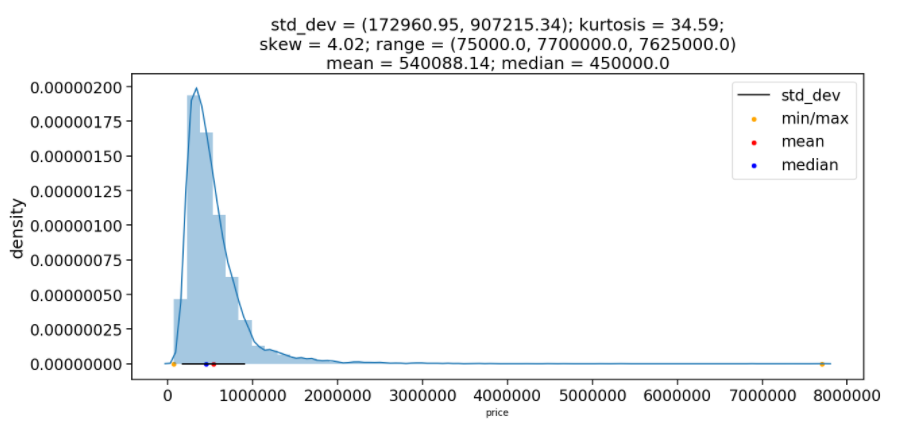 std_dev = (172960.95, 907215.34); kurtosis = 34.59;
skew = 4.02; range = (75000.0, 7700000.0, 7625000.0)
mean = 540088.14; median = 450000.0
0.00000200
0.00000175
0.00000150
0.00000125
0.00000100
0.00000075
0.00000050
0.00000025
0.00000000
density
std_dev
min/max
mean
median
0 1000000 2000000 3000000 4000000 5000000 6000000 7000000 8000000
price